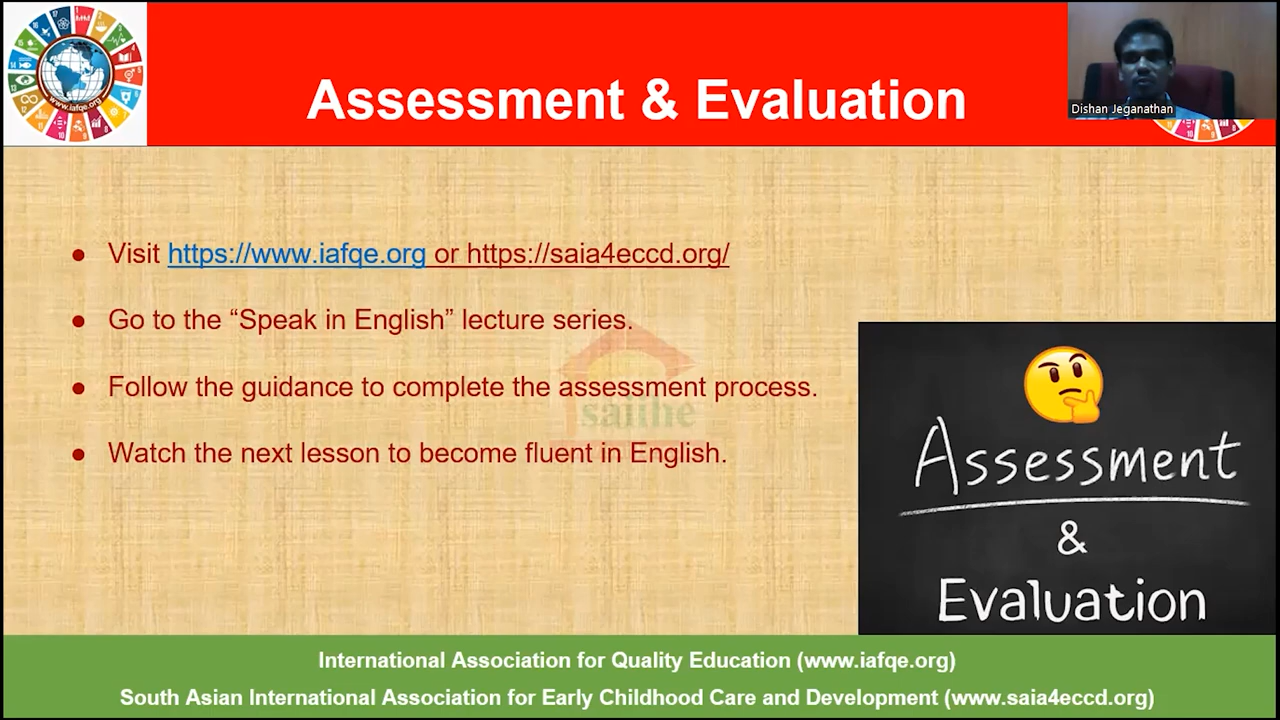 www.iafqe.org
Assessment & Evaluation
Dishan Jeganathan
● Visit https://www.iafqe.org or https://saia4eccd.org/
● Go to the “Speak in English” lecture series.
● Follow the guidance to complete the assessment process.
● Watch the next lesson to become fluent in English.
Assessment
&
Evaluation
International Association for Quality Education (www.iafqe.org)
South Asian International Association for Early Childhood Care and Development (www.saia4eccd.org)